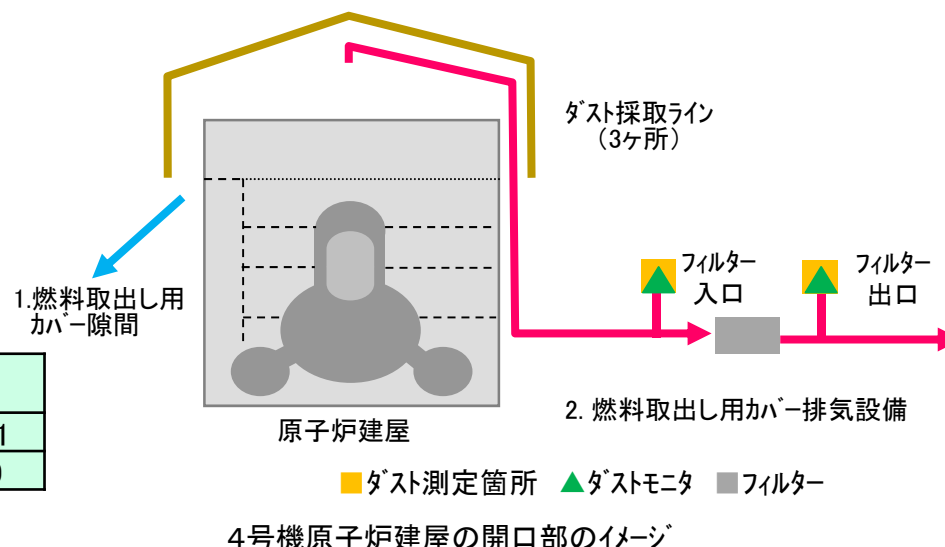 ダスト採取ライン
（3ヶ所）
フィルター
入口
フィルター
出口
1.燃料取出し用
カバー隙間
1
原子炉建屋
2. 燃料取出し用カバー排気設備
ダスト測定箇所 ダストモニタ フィルター
4号機原子炉建屋の開口部のイメージ